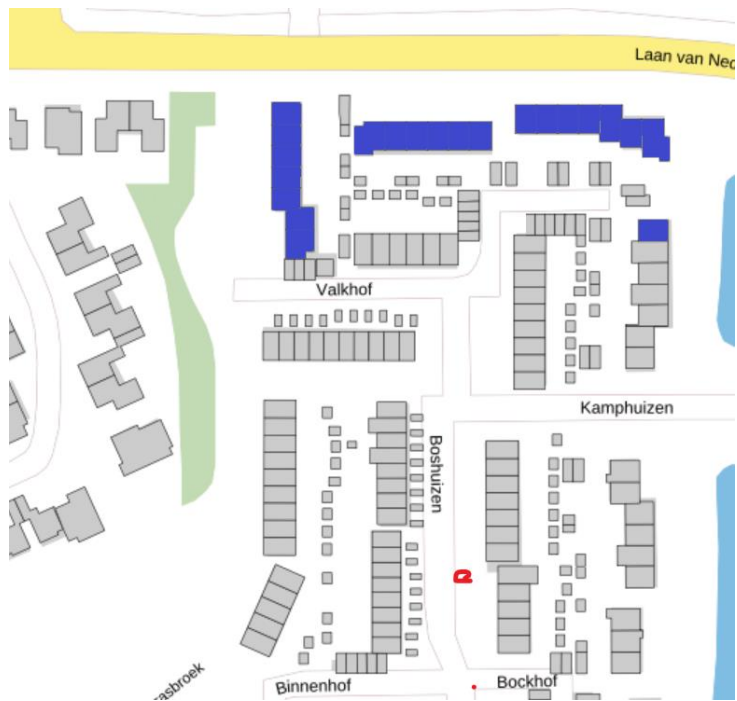 Laan van Ned
Valkhof
Kamphuizen
Boshuizen
asbroek
Binnenhof
Bockhof